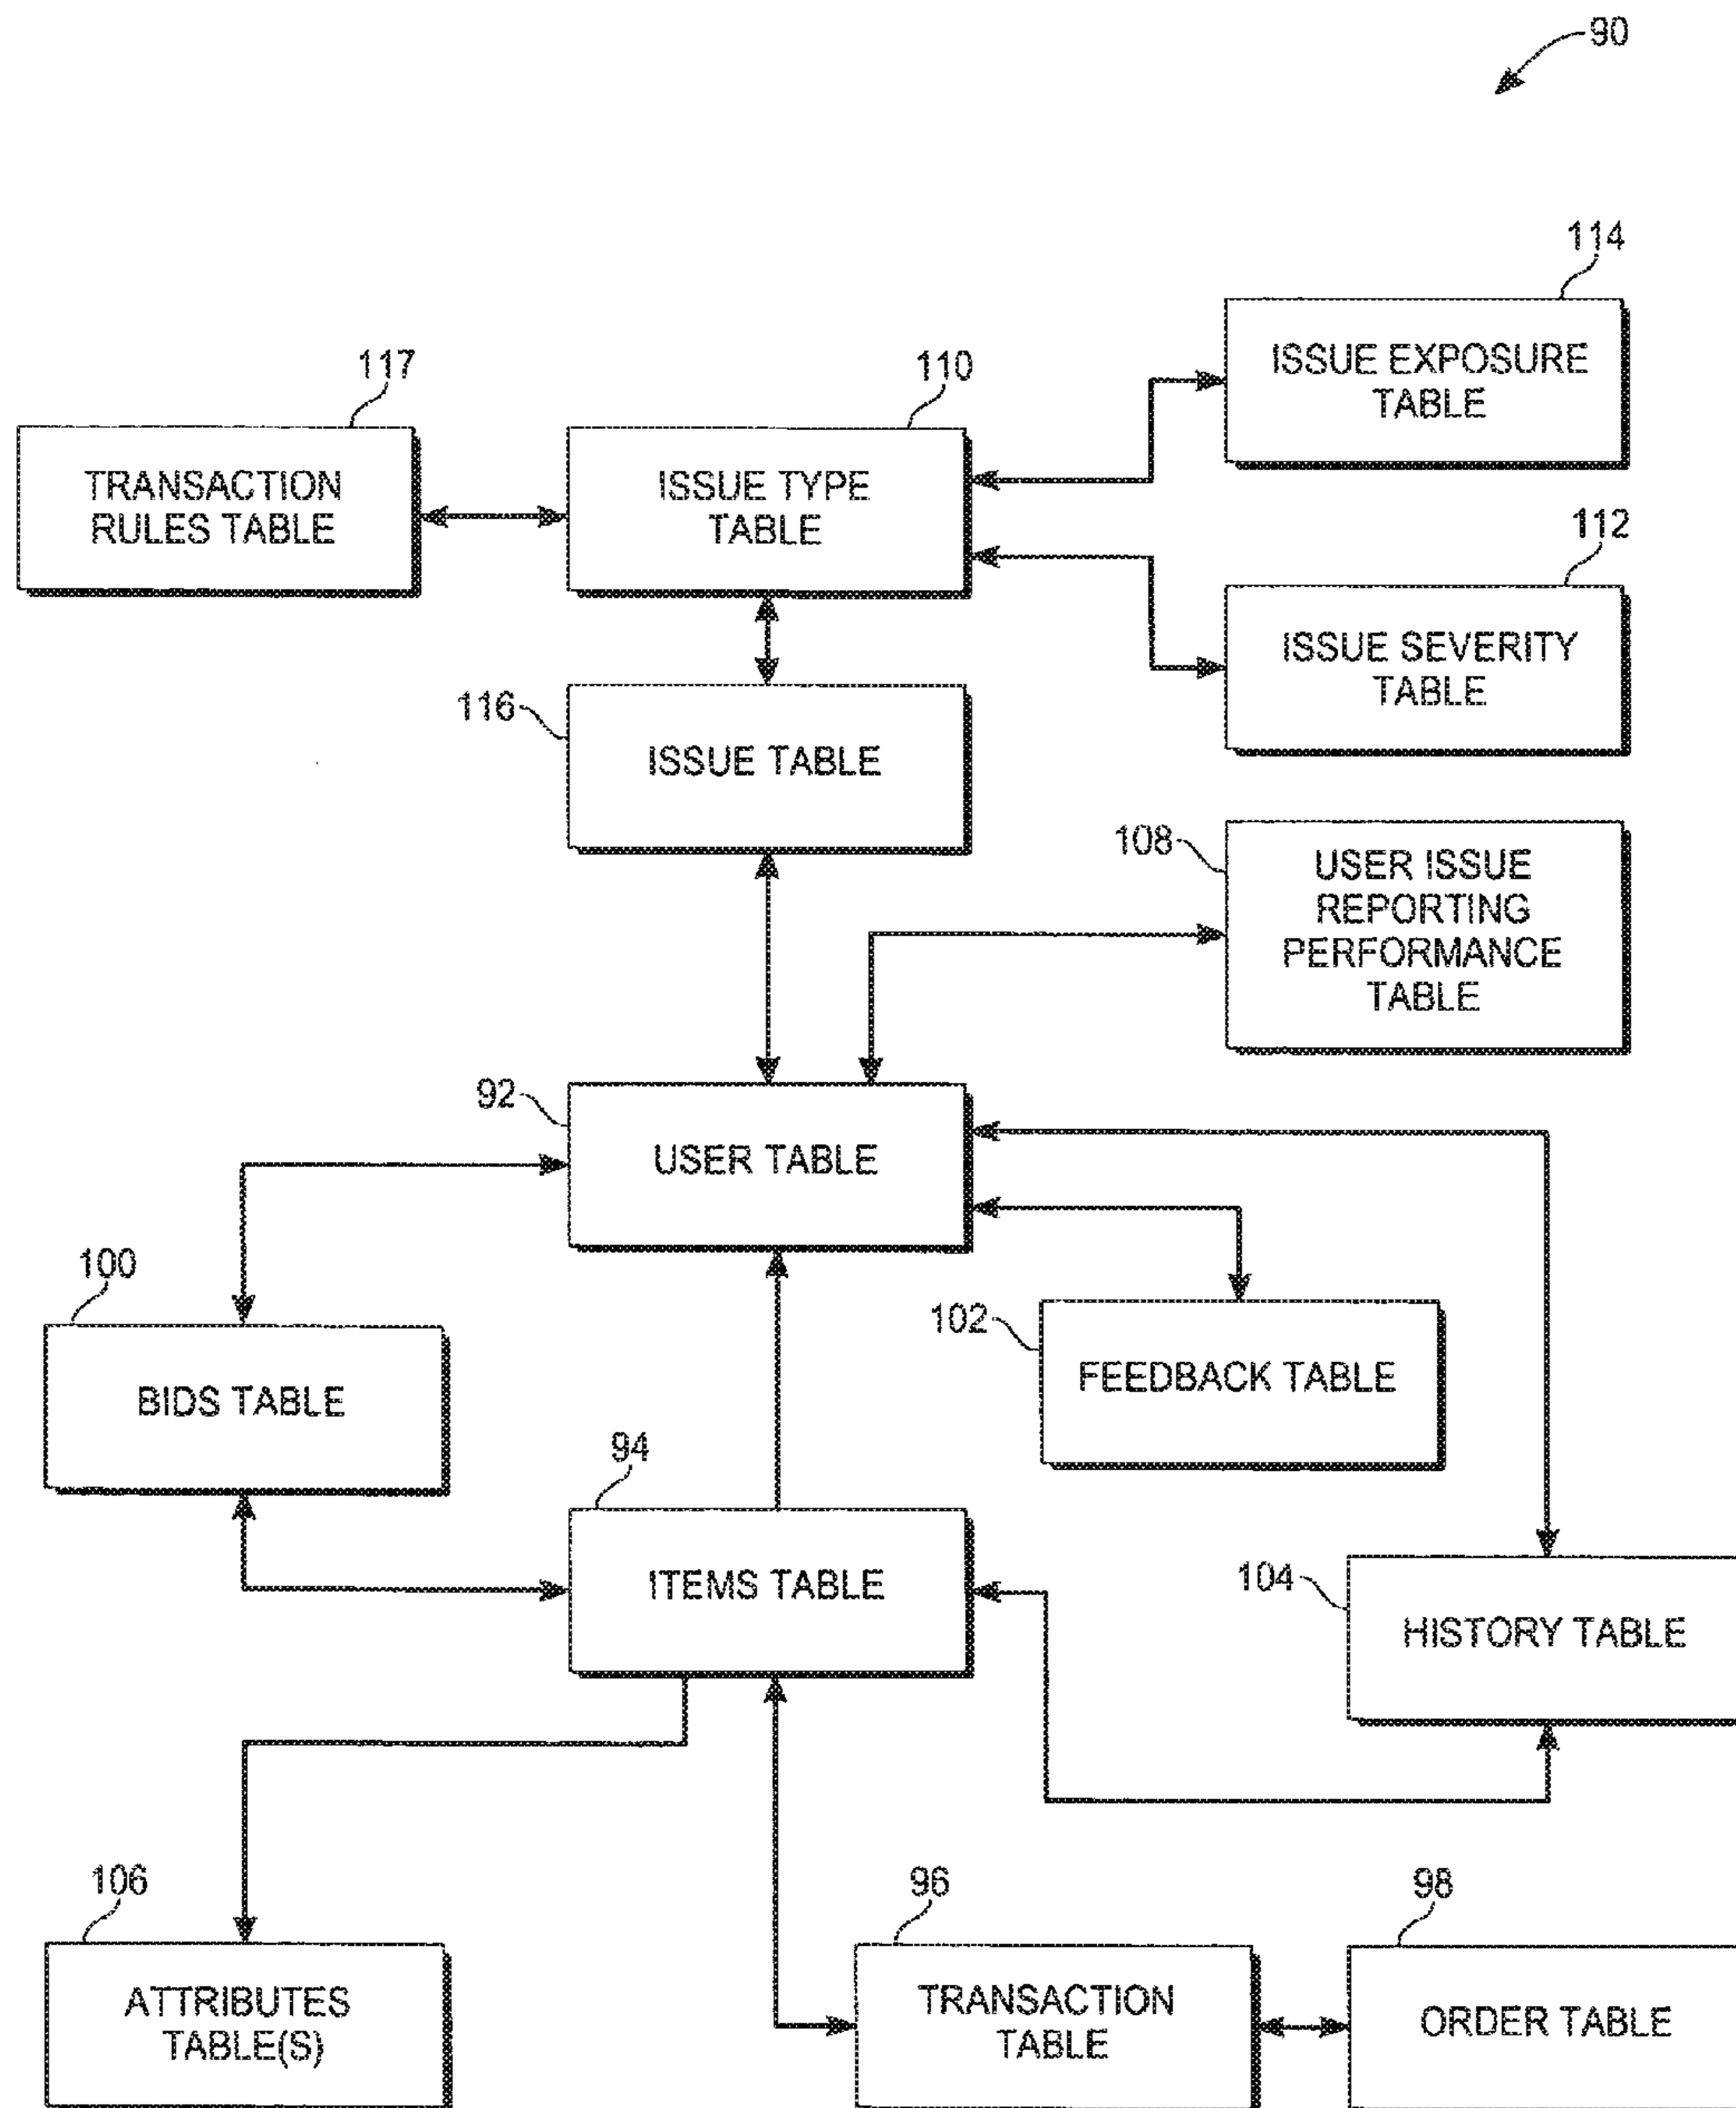 90
114
ISSUE EXPOSURE
TABLE
117
TRANSACTION
RULES TABLE
110
ISSUE TYPE
TABLE
112
ISSUE SEVERITY
TABLE
116
ISSUE TABLE
108
USER ISSUE
REPORTING
PERFORMANCE
TABLE
92
USER TABLE
100
BIDS TABLE
102
FEEDBACK TABLE
94
ITEMS TABLE
104
HISTORY TABLE
106
ATTRIBUTES
TABLE(S)
96
TRANSACTION
TABLE
98
ORDER TABLE